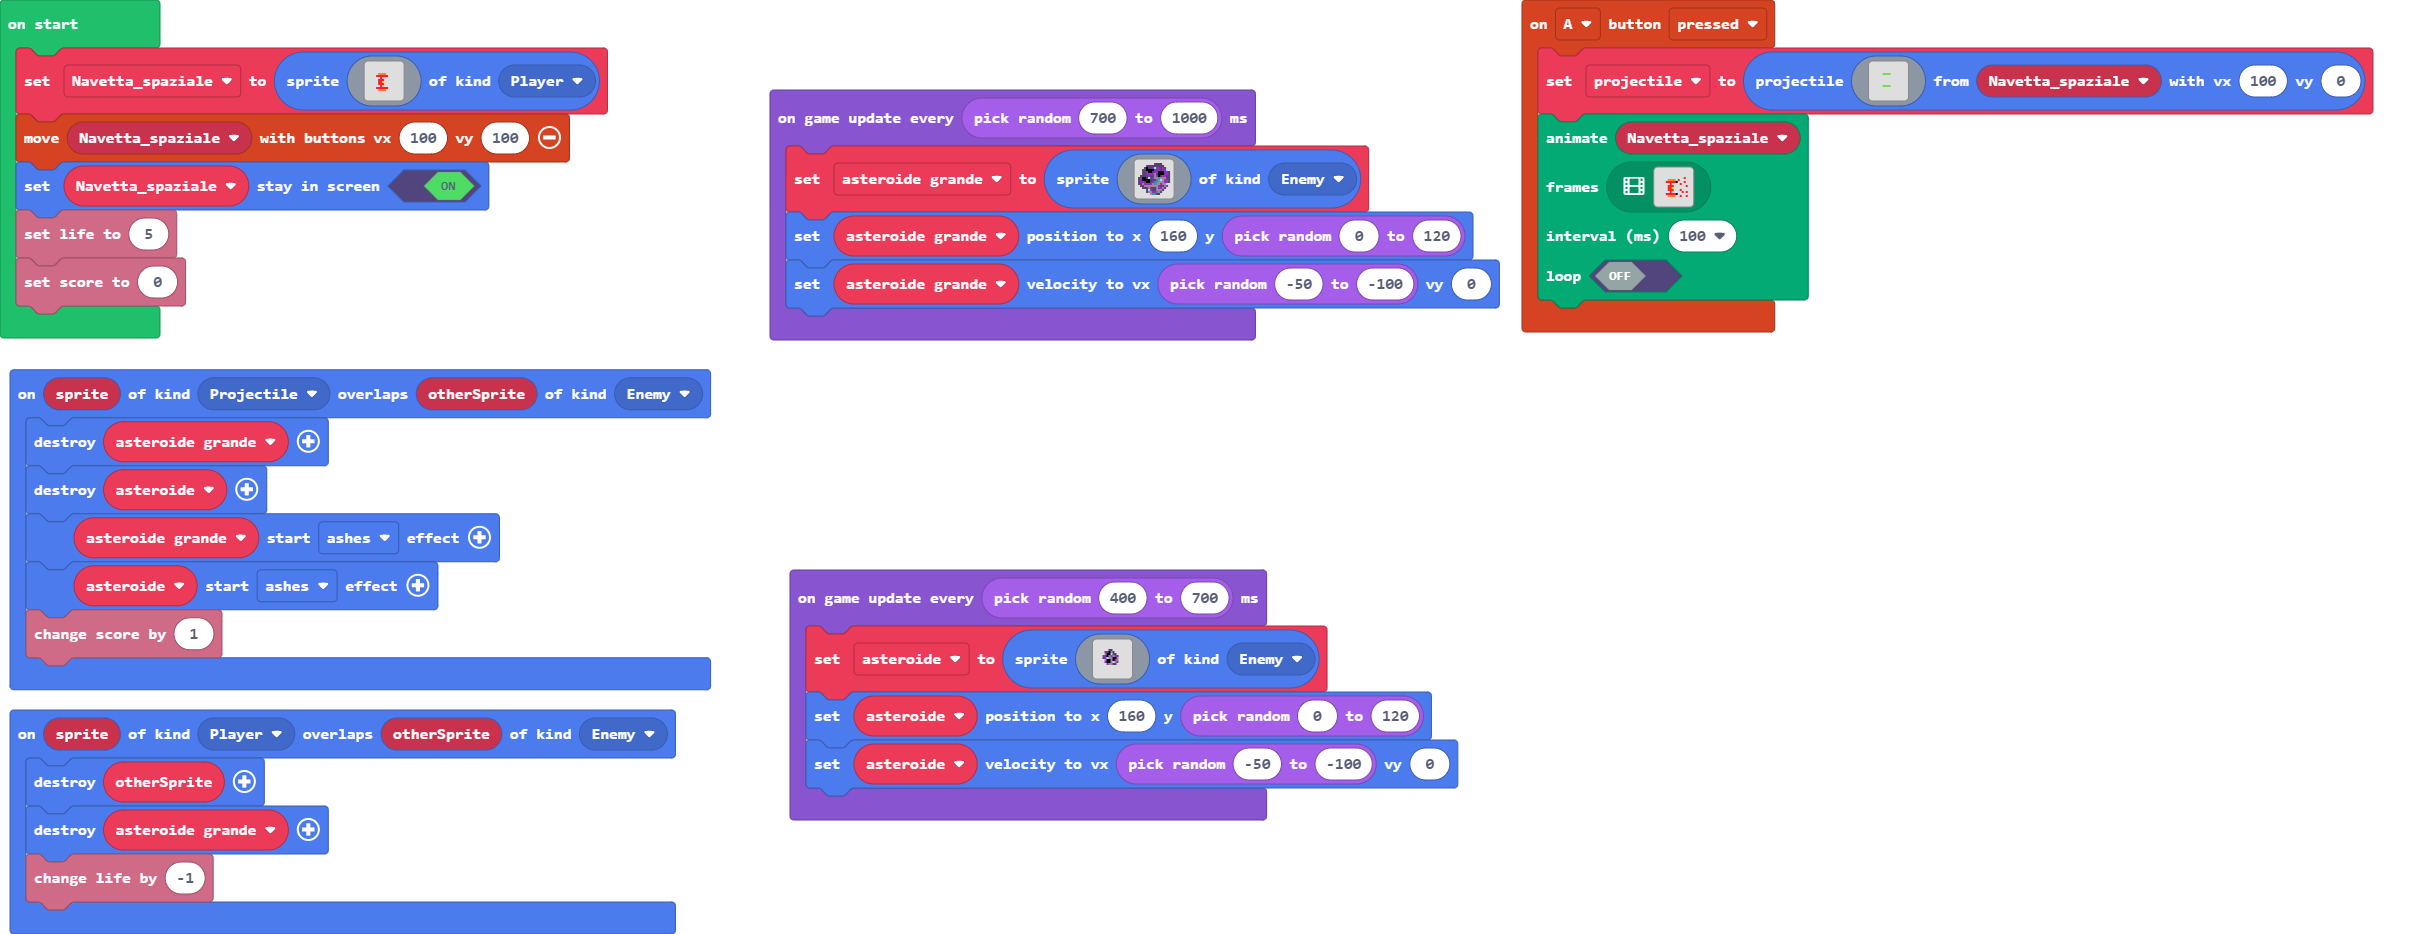 on start
set Navetta_spaziale to sprite of kind Player
move Navetta_spaziale with buttons vx 100 vy 100
set Navetta_spaziale stay in screen ON
set life to 5
set score to 0
on game update every pick random 700 to 1000 ms
set asteroide grande to sprite of kind Enemy
set asteroide grande position to x 160 y pick random 0 to 120
set asteroide grande velocity to vx pick random -50 to -100 vy 0
on A button pressed
set projectile to projectile from Navetta_spaziale with vx 100 vy 0
animate Navetta_spaziale
frames
interval (ms) 100
loop OFF
on sprite of kind Projectile overlaps otherSprite of kind Enemy
destroy asteroide grande
destroy asteroide
asteroide grande start ashes effect
asteroide start ashes effect
change score by 1
on game update every pick random 400 to 700 ms
set asteroide to sprite of kind Enemy
set asteroide position to x 160 y pick random 0 to 120
set asteroide velocity to vx pick random -50 to -100 vy 0
on sprite of kind Player overlaps otherSprite of kind Enemy
destroy otherSprite
destroy asteroide grande
change life by -1